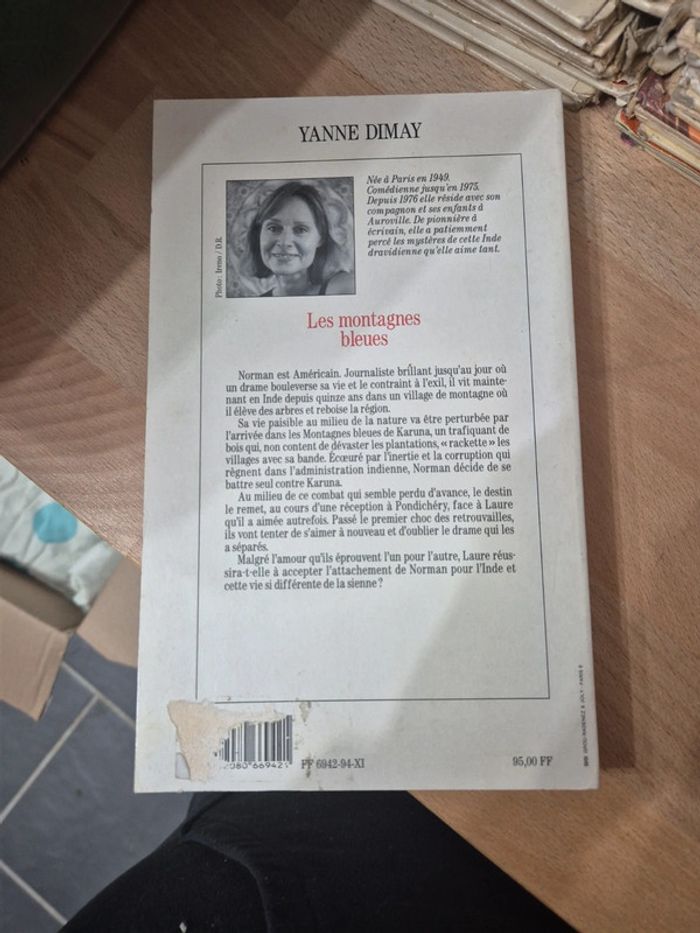 YANNE DIMAY
Née à Paris en 1949.
Comédienne jusqu'en 1975.
Depuis 1976 elle réside avec son
compagnon et ses enfants à
Auroville. De pionnière à
écrivain, elle a patiemment
percé les mystères de cette Inde
dravidienne qu'elle aime tant.
Photo : Ireno / D.R.
Les montagnes
bleues
Norman est Américain. Journaliste brillant jusqu'au jour où
un drame bouleverse sa vie et le contraint à l'exil, il vit mainte-
nant en Inde depuis quinze ans dans un village de montagne où
il élève des arbres et reboise la région.
Sa vie paisible au milieu de la nature va être perturbée par
l'arrivée dans les Montagnes bleues de Karuna, un trafiquant de
bois qui, non content de dévaster les plantations, « rackette » les
villages avec sa bande. Écœuré par l'inertie et la corruption qui
règnent dans l'administration indienne, Norman décide de se
battre seul contre Karuna.
Au milieu de ce combat qui semble perdu d'avance, le destin
le remet, au cours d'une réception à Pondichéry, face à Laure
qu'il a aimée autrefois. Passé le premier choc des retrouvailles,
ils vont tenter de s'aimer à nouveau et d'oublier le drame qui les
a séparés.
Malgré l'amour qu'ils éprouvent l'un pour l'autre, Laure réus-
sira-t-elle à accepter l'attachement de Norman pour l'Inde et
cette vie si différente de la sienne ?
080 669421
FF 6942-94-XI
95,00 FF